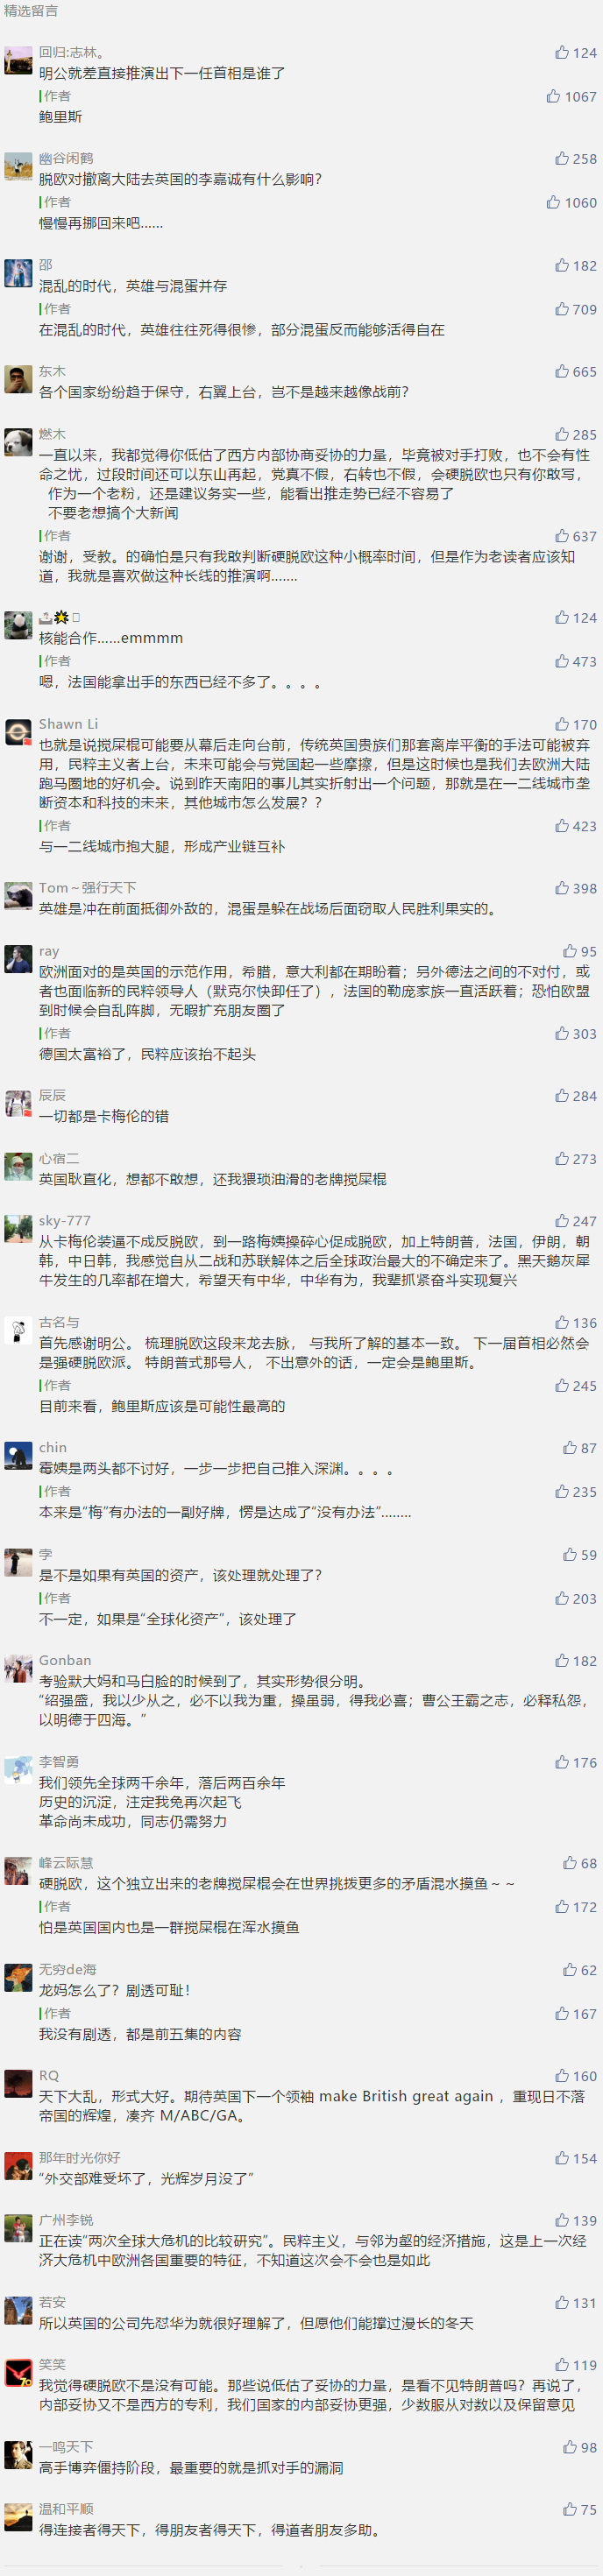 精选留言
回归:志林。
124
明公就差直接推演出下一任首相是谁了
作者
1067
鲍里斯
幽谷闲鹤
258
脱欧对撤离大陆去英国的李嘉诚有什么影响?
作者
1060
慢慢再挪回来吧......
邵
182
混乱的时代，英雄与混蛋并存
作者
709
在混乱的时代，英雄往往死得很惨，部分混蛋反而能够活得自在
东木
665
各个国家纷纷趋于保守，右翼上台，岂不是越来越像战前?
燃木
285
一直以来，我都觉得你低估了西方内部协商妥协的力量，毕竟被对手打败，也不会有性
命之忧，过段时间还可以东山再起，党真不假，右转也不假，会硬脱欧也只有你敢写，
作为一个老粉，还是建议务实一些，能看出推走势已经不容易了
不要老想搞个大新闻
作者
637
谢谢，受教。的确怕是只有我敢判断硬脱欧这种小概率时间，但是作为老读者应该知
道，我就是喜欢做这种长线的推演啊.......
124
核能合作......emmmm
作者
473
嗯，法国能拿出手的东西已经不多了。。。。
Shawn Li
170
也就是说搅屎棍可能要从幕后走向台前，传统英国贵族们那套离岸平衡的手法可能被弃
用，民粹主义者上台，未来可能会与党国起一些摩擦，但是这时候也是我们去欧洲大陆
跑马圈地的好机会。说到昨天南阳的事儿其实折射出一个问题，那就是在一二线城市垄
断资本和科技的未来，其他城市怎么发展？？
作者
423
与一二线城市抱大腿，形成产业链互补
Tom～强行天下
398
英雄是冲在前面抵御外敌的，混蛋是躲在战场后面窃取人民胜利果实的。
ray
95
欧洲面对的是英国的示范作用，希腊，意大利都在期盼着；另外德法之间的不对付，或
者也面临新的民粹领导人（默克尔快卸任了），法国的勒庞家族一直活跃着；恐怕欧盟
到时候会自乱阵脚，无暇扩充朋友圈了
作者
303
德国太富裕了，民粹应该抬不起头
辰辰
284
一切都是卡梅伦的错
心宿二
273
英国耿直化，想都不敢想，还我猥琐油滑的老牌搅屎棍
sky-777
247
从卡梅伦装逼不成反脱欧，到一路梅姨操碎心促成脱欧，加上特朗普，法国，伊朗，朝
韩，中日韩，我感觉自从二战和苏联解体之后全球政治最大的不确定来了。黑天鹅灰犀
牛发生的几率都在增大，希望天有中华，中华有为，我辈抓紧奋斗实现复兴
古名与
136
首先感谢明公。 梳理脱欧这段来龙去脉， 与我所了解的基本一致。 下一届首相必然会
是强硬脱欧派。 特朗普式那号人， 不出意外的话，一定会是鲍里斯。
作者
245
目前来看，鲍里斯应该是可能性最高的
chin
87
霉姨是两头都不讨好，一步一步把自己推入深渊。。。。
作者
235
本来是“梅”有办法的一副好牌，愣是达成了“没有办法”........
孛
59
是不是如果有英国的资产，该处理就处理了?
作者
203
不一定，如果是“全球化资产”，该处理了
Gonban
182
考验默大妈和马白脸的时候到了，其实形势很分明。
“绍强盛，我以少从之，必不以我为重，操虽弱，得我必喜；曹公王霸之志，必释私怨，
以明德于四海。”
李智勇
176
我们领先全球两千余年，落后两百余年
历史的沉淀，注定我免再次起飞
革命尚未成功，同志仍需努力
峰云际慧
68
硬脱欧，这个独立出来的老牌搅屎棍会在世界挑拨更多的矛盾混水摸鱼～～
作者
172
怕是英国国内也是一群搅屎棍在浑水摸鱼
无穷de海
62
龙妈怎么了？剧透可耻！
作者
167
我没有剧透，都是前五集的内容
RQ
160
天下大乱，形式大好。期待英国下一个领袖 make British great again ，重现日不落
帝国的辉煌，凑齐 M/ABC/GA。
那年时光你好
154
“外交部难受坏了，光辉岁月没了”
广州李锐
139
正在读“两次全球大危机的比较研究”。民粹主义，与邻为壑的经济措施，这是上一次经
济大危机中欧洲各国重要的特征，不知道这次会不会也是如此
若安
131
所以英国的公司先怼华为就很好理解了，但愿他们能撑过漫长的冬天
笑笑
119
我觉得硬脱欧不是没有可能。那些说低估了妥协的力量，是看不见特朗普吗？再说了，
内部妥协又不是西方的专利，我们国家的内部妥协更强，少数服从对数以及保留意见
一鸣天下
98
高手博弈僵持阶段，最重要的就是抓对手的漏洞
温和平顺
75
得连接者得天下，得朋友者得天下，得道者朋友多助。